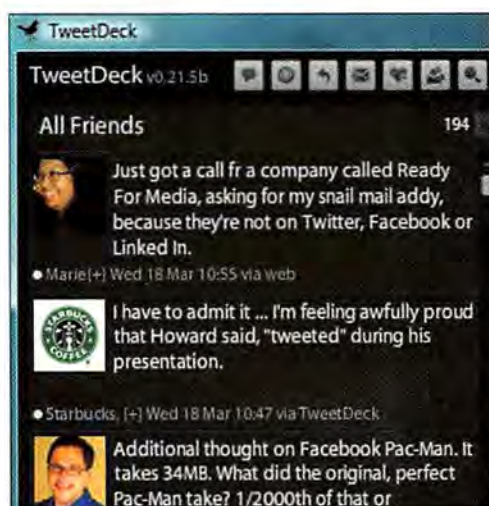 TweetDeck
TweetDeck v0.21.5b
All Friends 194
Just got a call fr a company called Ready
For Media, asking for my snail mail addy,
because they're not on Twitter, Facebook or
Linked In.
Marie[+] Wed 18 Mar 10:55 via web
STARBUCKS
COFFEE
I have to admit it ... I'm feeling awfully proud
that Howard said, "tweeted" during his
presentation.
Starbucks, [+] Wed 18 Mar 10:47 via TweetDeck
Additional thought on Facebook Pac-Man. It
takes 34MB. What did the original, perfect
Pac-Man take? 1/2000th of that or